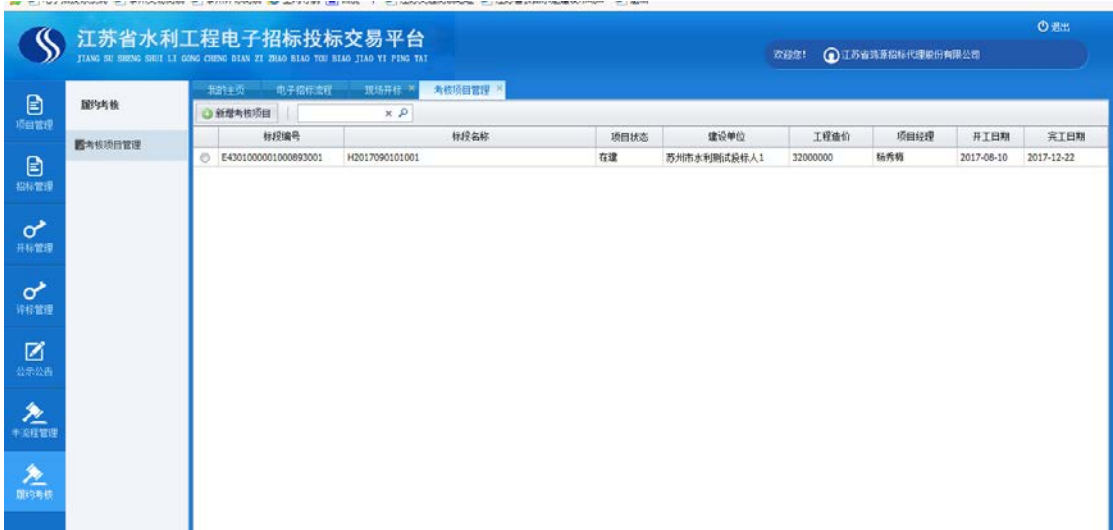 退出
江苏省水利工程电子招标投标交易平台
JIANG SU SHENG SHUI LI GONG CHENG DIAN ZI ZHAO BIAO TOU BIAO JIAO YI PING TAI
欢迎您! 江苏省鸿源招标代理股份有限公司
我的主页 电子招标流程 现场开标 × 考核项目管理 ×
项目管理
履约考核
新增考核项目
考核项目管理
标段编号 标段名称 项目状态 建设单位 工程造价 项目经理 开工日期 完工日期
E4301000001000893001 H2017090101001 在建 苏州市水利测试投标人1 32000000 杨秀梅 2017-08-10 2017-12-22
招标管理
开标管理
评标管理
公示公告
半流程管理
履约考核